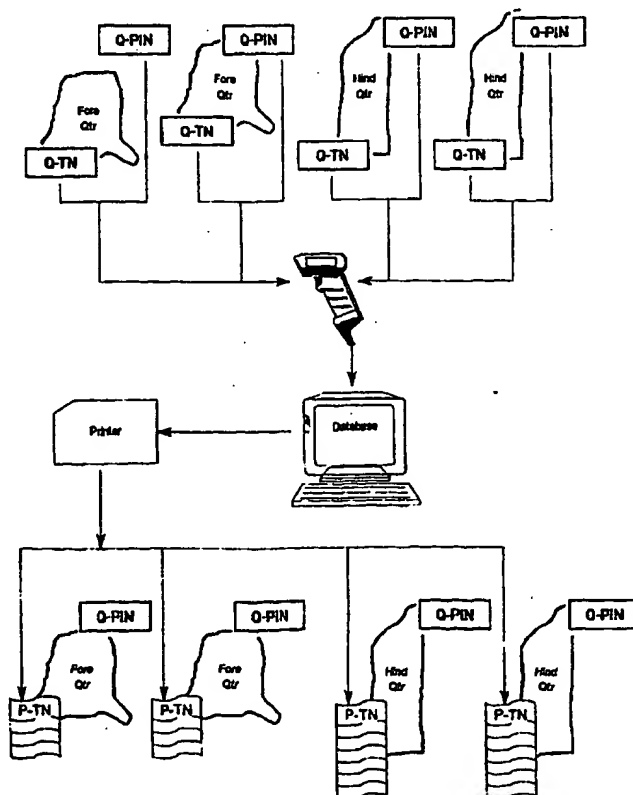 Q-PIN
Q-PIN
Q-PIN
Q-PIN
Fore
Qtr
Fore
Qtr
Hind
Qtr
Hind
Qtr
Q-TN
Q-TN
Q-TN
Q-TN
Printer
Database
Q-PIN
Q-PIN
Q-PIN
Q-PIN
Fore
Qtr
Fore
Qtr
Hind
Qtr
Hind
Qtr
P-TN
P-TN
P-TN
P-TN